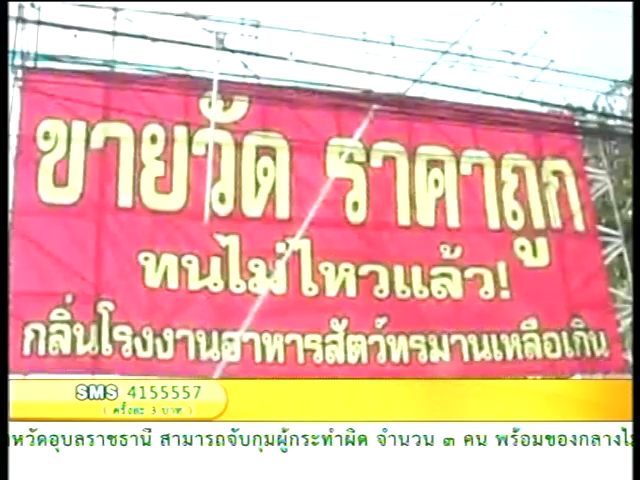 ขายวัด ราคาถูก
ทนไม่ไหวแล้ว!
กลิ่นโรงงานอาหารสัตว์ทรมานเหลือเกิน
SMS 4155557
( ครั้งละ 3 บาท )
หวัดอุบลราชธานี สามารถจับกุมผู้กระทำผิด จำนวน ๓ คน พร้อมของกลาง